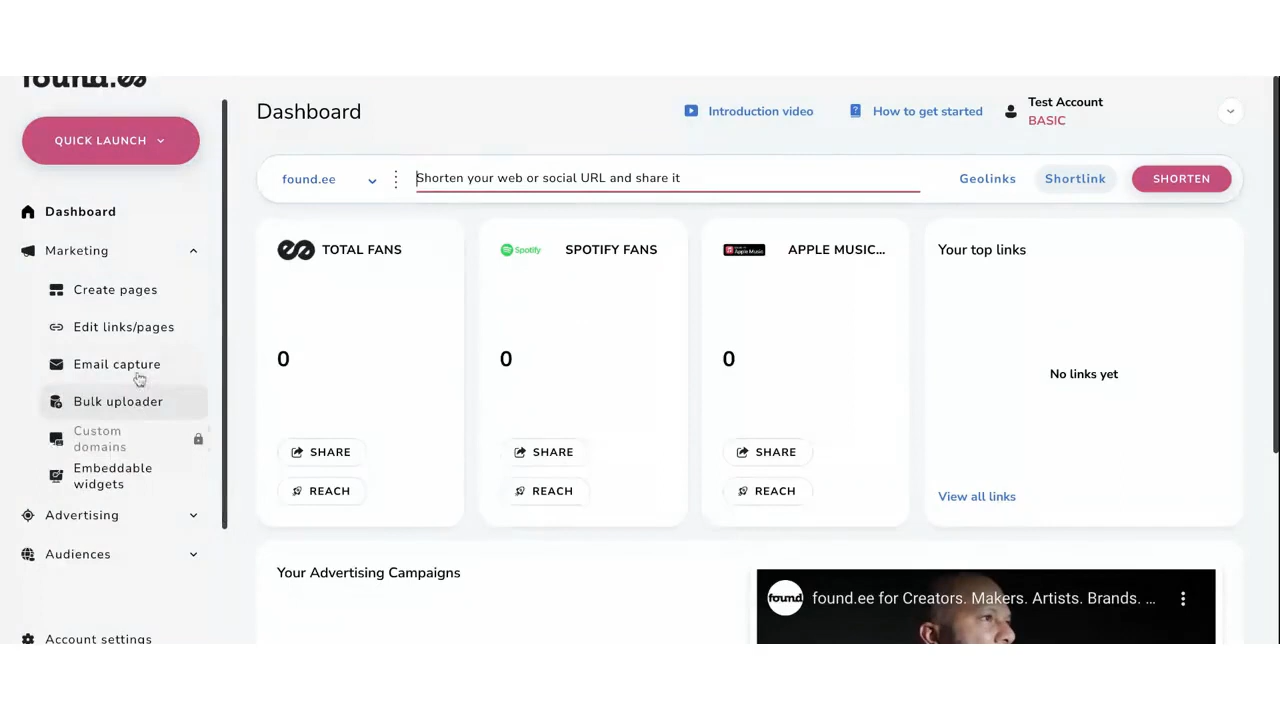 found.ee
QUICK LAUNCH
Dashboard
Marketing
Create pages
Edit links/pages
Email capture
Bulk uploader
Custom
domains
Embeddable
widgets
Advertising
Audiences
Account settings
Dashboard
Introduction video
How to get started
Test Account
BASIC
found.ee
Shorten your web or social URL and share it
Geolinks
Shortlink
SHORTEN
TOTAL FANS
0
SHARE
REACH
Spotify
SPOTIFY FANS
0
SHARE
REACH
Apple Music
APPLE MUSIC...
0
SHARE
REACH
Your top links
No links yet
View all links
Your Advertising Campaigns
found.
found.ee for Creators. Makers. Artists. Brands. ...